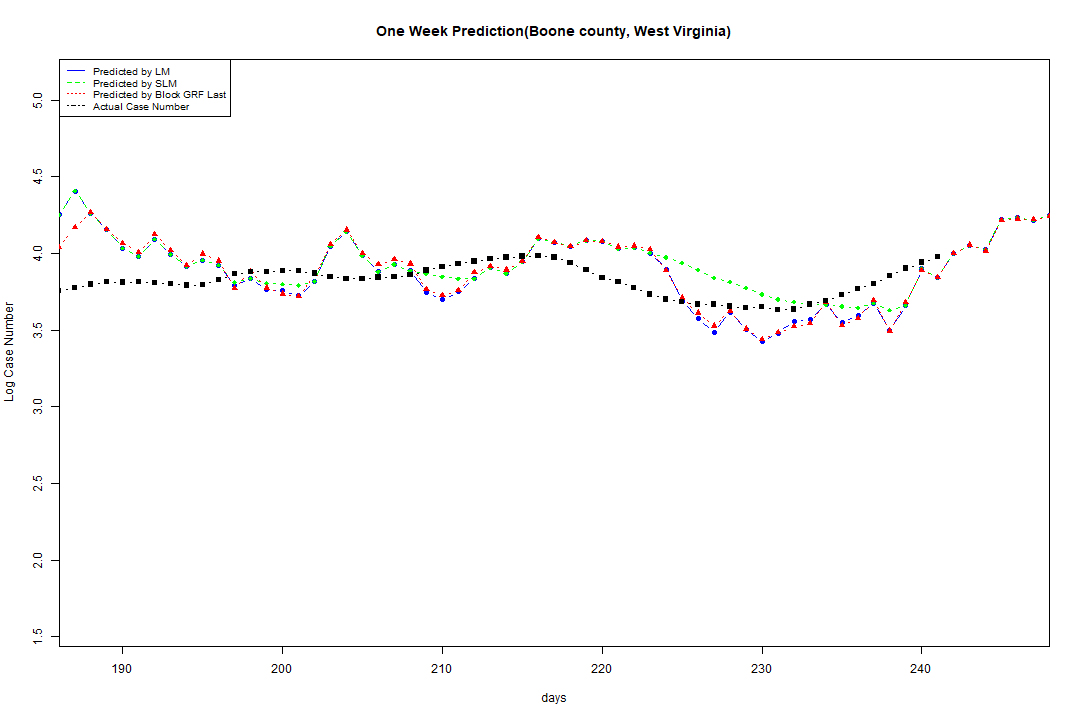 One Week Prediction(Boone county, West Virginia)
Predicted by LM
Predicted by SLM
Predicted by Block GRF Last
Actual Case Number
5.0
4.5
4.0
3.5
3.0
2.5
2.0
1.5
Log Case Number
190 200 210 220 230 240
days